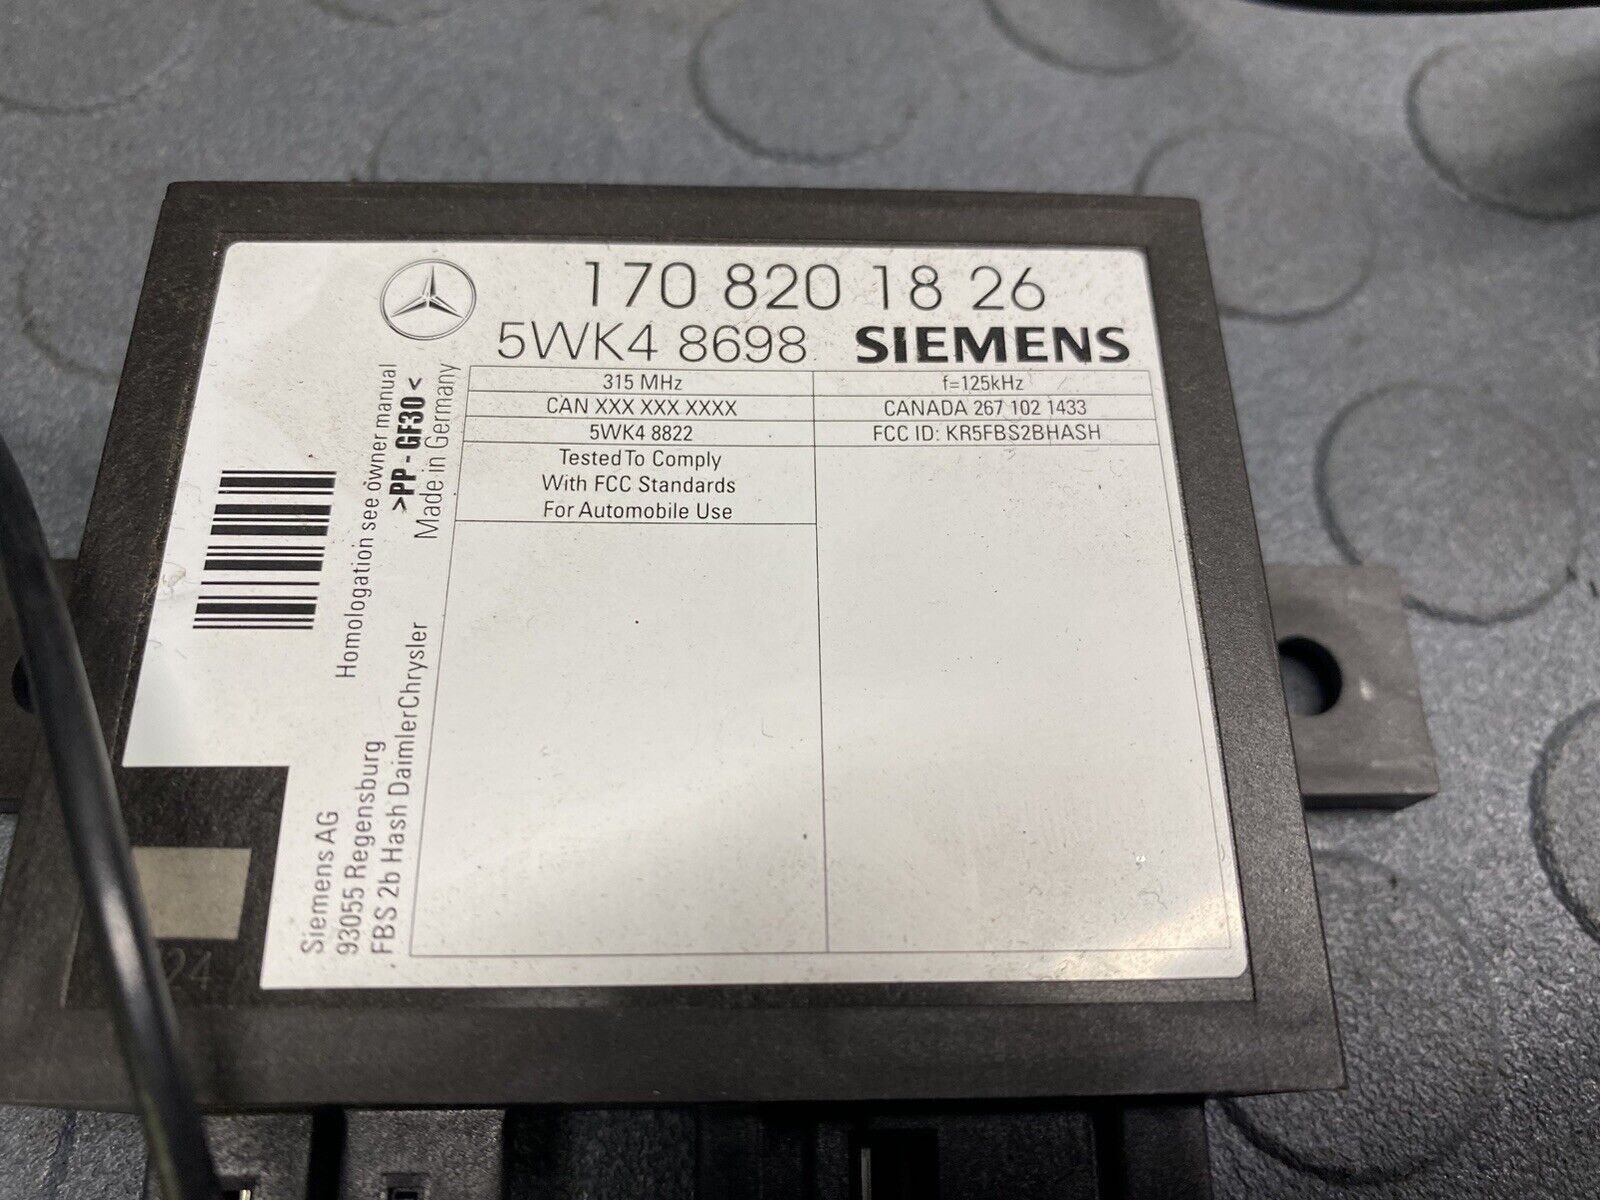 170 820 18 26
5WK4 8698 SIEMENS
315 MHz f=125kHz
CAN XXX XXX XXXX CANADA 267 102 1433
5WK4 8822 FCC ID: KR5FBS2BHASH
Tested To Comply
With FCC Standards
For Automobile Use
Homologation see owner manual
>PP - GF30<
Made in Germany
Siemens AG
93055 Regensburg
FBS 2b Hash DaimlerChrysler
24